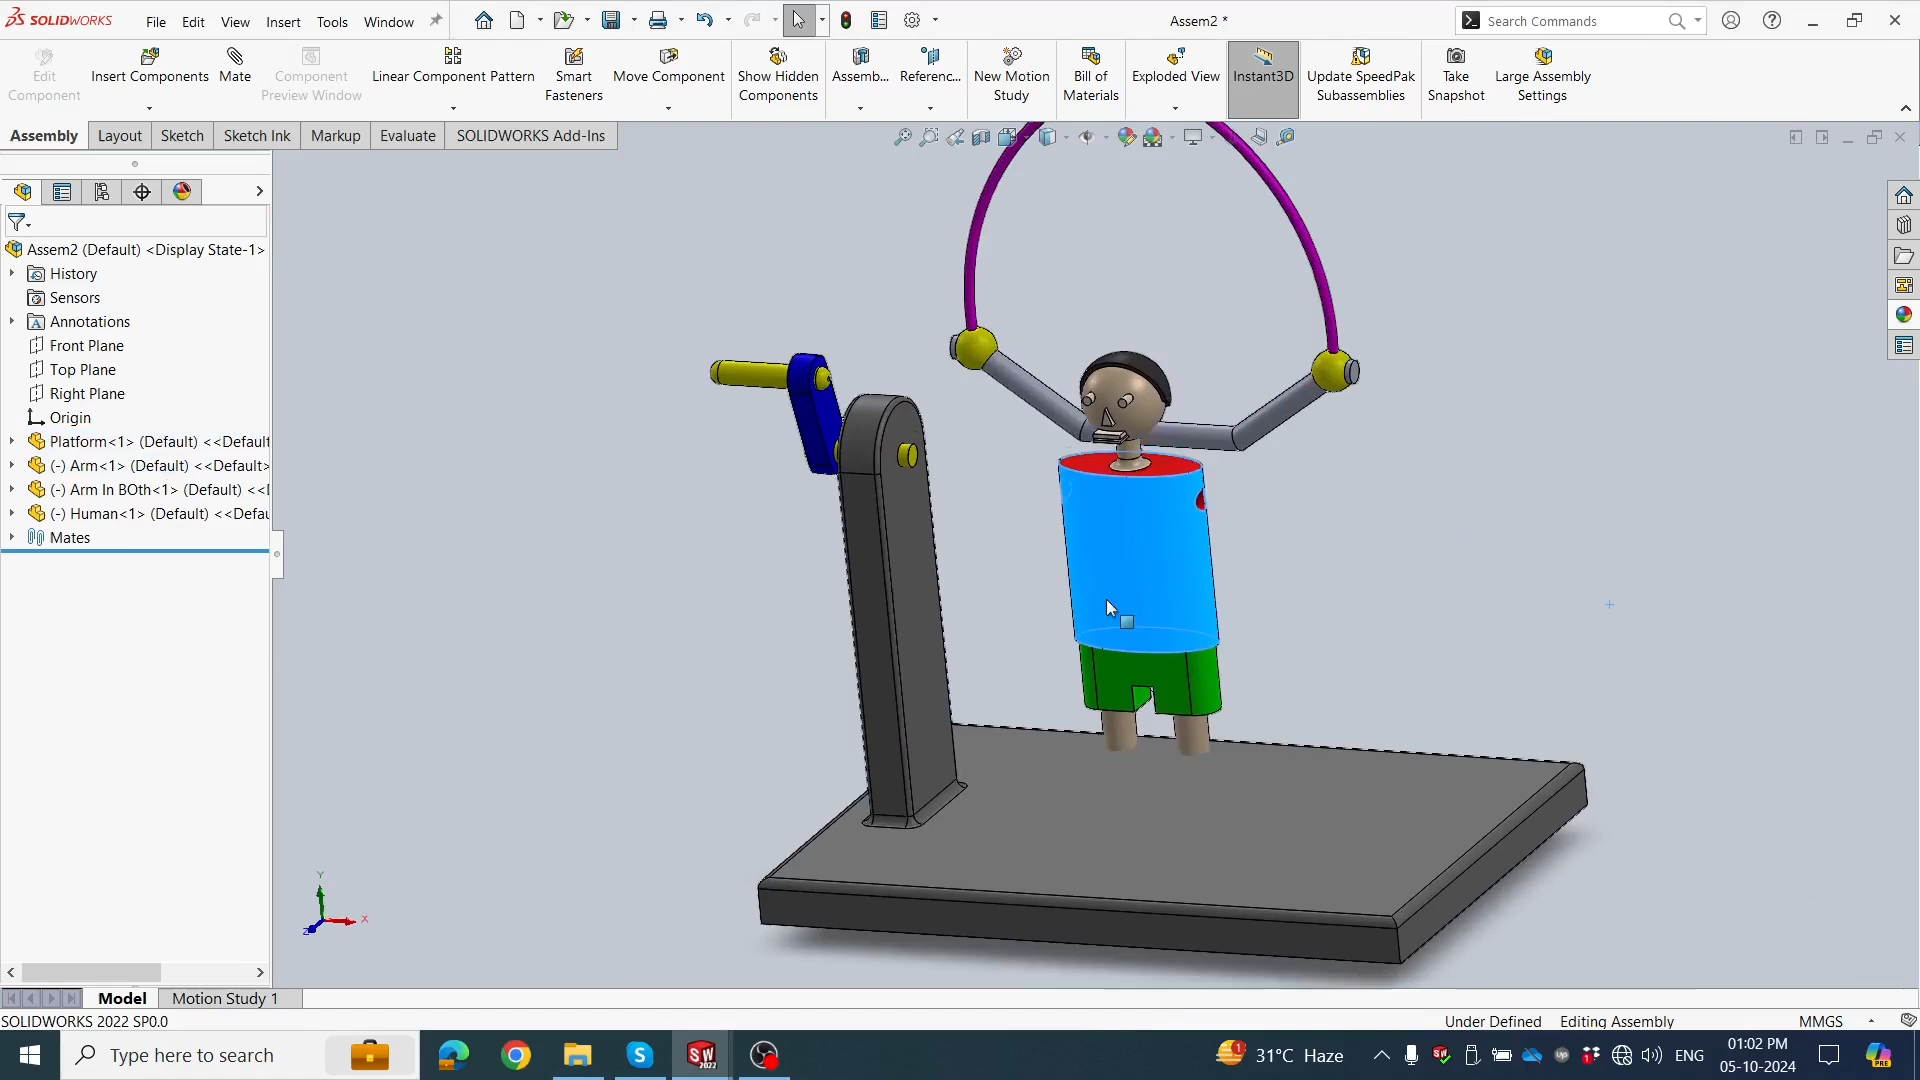 SOLIDWORKS File Edit View Insert Tools Window Assem2 * Search Commands
Edit Component
Insert Components
Mate
Component Preview Window
Linear Component Pattern
Smart Fasteners
Move Component
Show Hidden Components
Assemb...
Referenc...
New Motion Study
Bill of Materials
Exploded View
Instant3D
Update SpeedPak Subassemblies
Take Snapshot
Large Assembly Settings
Assembly Layout Sketch Sketch Ink Markup Evaluate SOLIDWORKS Add-Ins
Assem2 (Default) <Display State-1>
History
Sensors
Annotations
Front Plane
Top Plane
Right Plane
Origin
Platform<1> (Default) <<Default
(-) Arm<1> (Default) <<Default>
(-) Arm In BOth<1> (Default) <<D
(-) Human<1> (Default) <<Defau
Mates
Y
X
Z
Model Motion Study 1
SOLIDWORKS 2022 SP0.0 Under Defined Editing Assembly MMGS
Type here to search 31°C Haze ENG 01:02 PM
05-10-2024